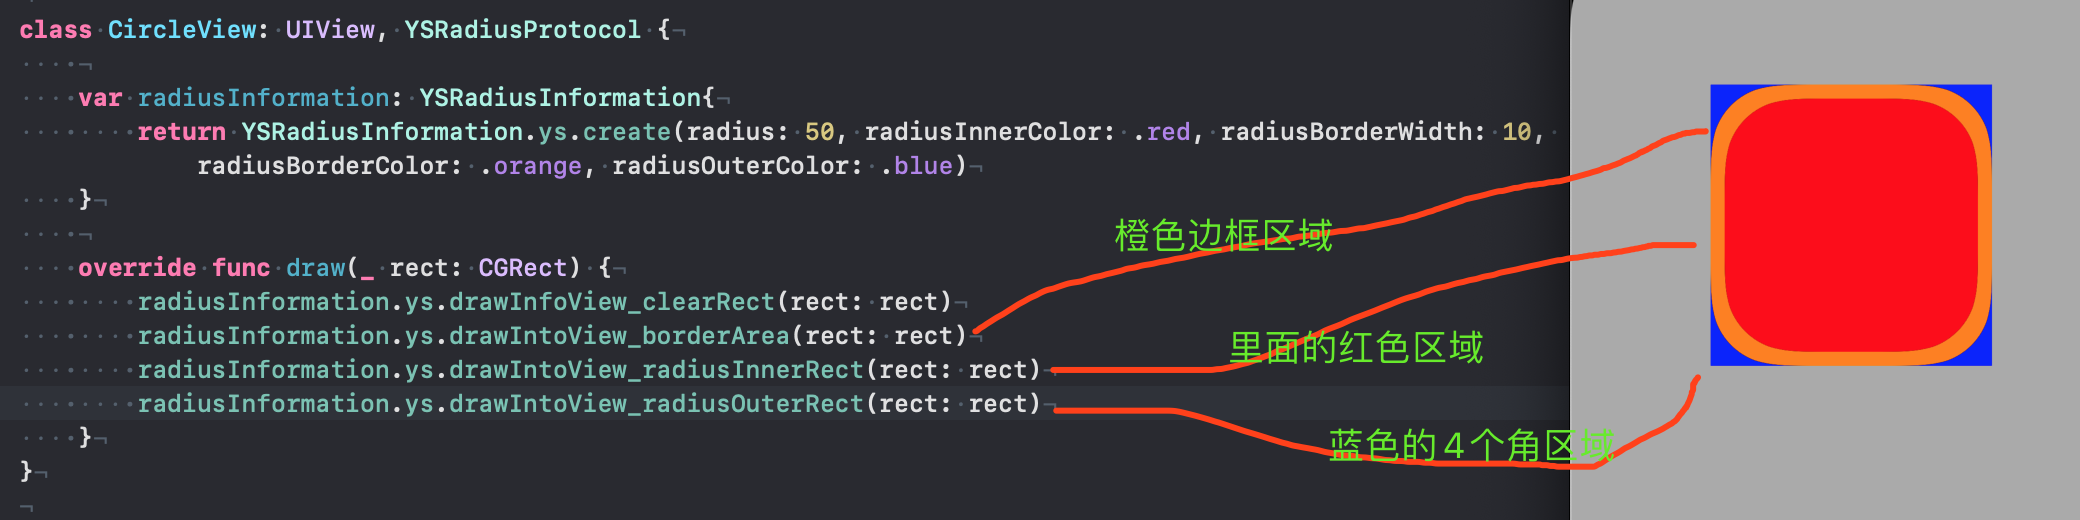 class CircleView: UIView, YSRadiusProtocol {
var radiusInformation: YSRadiusInformation{
return YSRadiusInformation.ys.create(radius: 50, radiusInnerColor: .red, radiusBorderWidth: 10,
radiusBorderColor: .orange, radiusOuterColor: .blue)
}
橙色边框区域
override func draw(_ rect: CGRect) {
radiusInformation.ys.drawInfoView_clearRect(rect: rect)
radiusInformation.ys.drawIntoView_borderArea(rect: rect)
里面的红色区域
radiusInformation.ys.drawIntoView_radiusInnerRect(rect: rect)
radiusInformation.ys.drawIntoView_radiusOuterRect(rect: rect)
蓝色的4个角区域
}
}